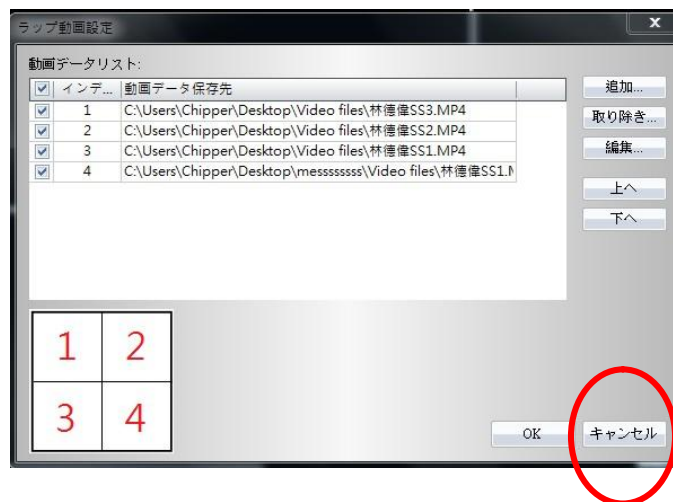 ラップ動画設定
x
動画データリスト:
インデ... 動画データ保存先
1 C:\Users\Chipper\Desktop\Video files\林德偉SS3.MP4
2 C:\Users\Chipper\Desktop\Video files\林德偉SS2.MP4
3 C:\Users\Chipper\Desktop\Video files\林德偉SS1.MP4
4 C:\Users\Chipper\Desktop\messsssss\Video files\林德偉SS1.M
追加...
取り除き...
編集...
上へ
下へ
1 2
3 4
OK キャンセル